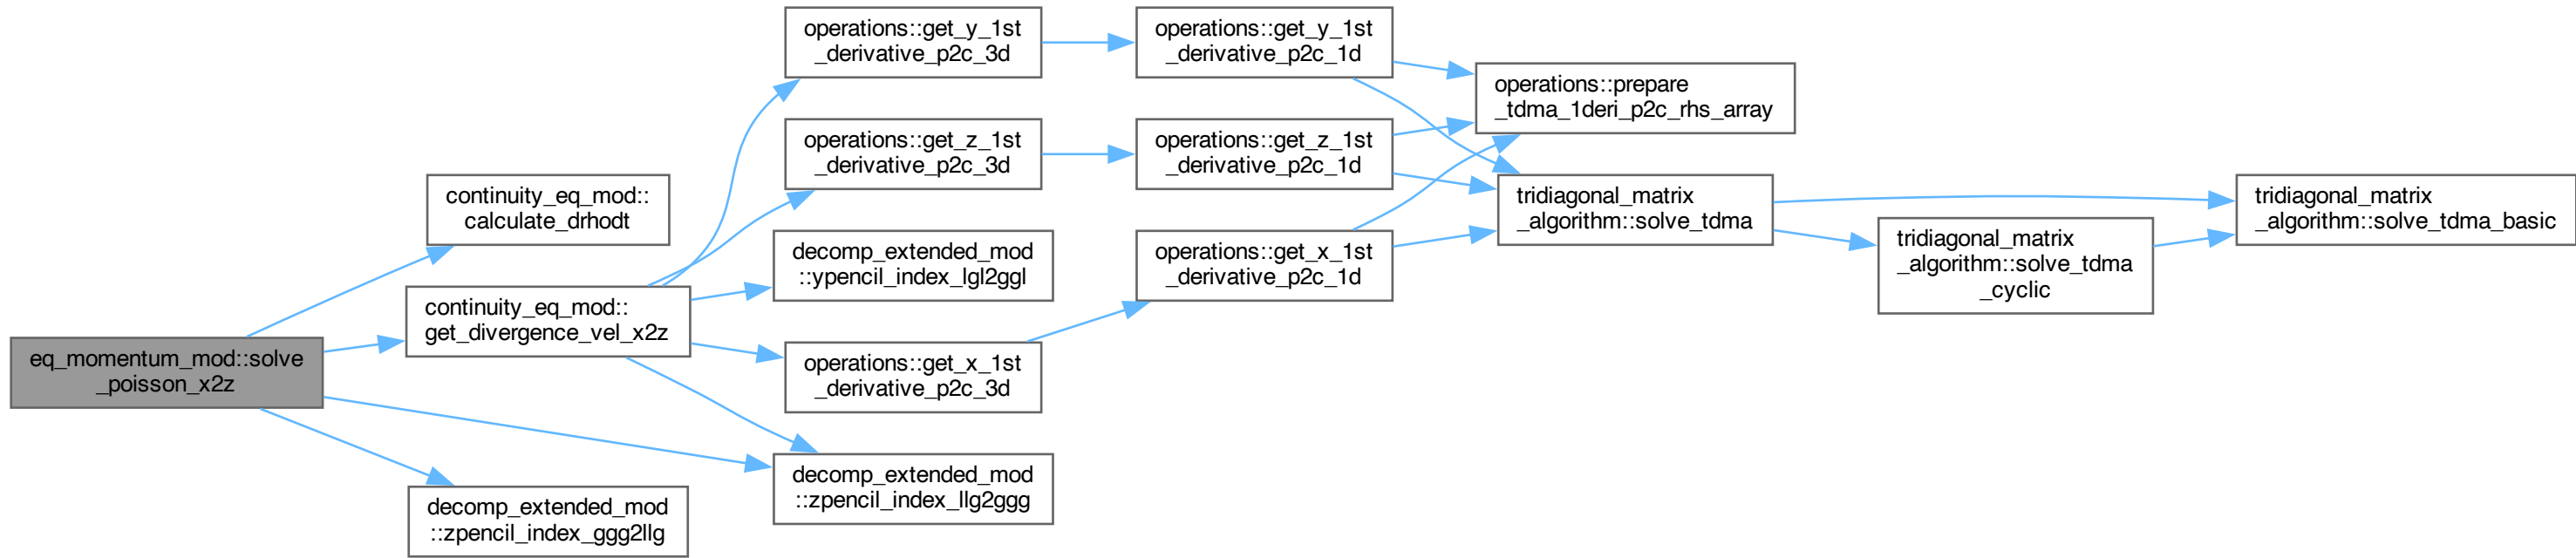 eq_momentum_mod::solve
_poisson_x2z
continuity_eq_mod::
calculate_drhodt
continuity_eq_mod::
get_divergence_vel_x2z
decomp_extended_mod
::zpencil_index_ggg2llg
operations::get_y_1st
_derivative_p2c_3d
operations::get_z_1st
_derivative_p2c_3d
decomp_extended_mod
::ypencil_index_lgl2ggl
operations::get_x_1st
_derivative_p2c_3d
decomp_extended_mod
::zpencil_index_llg2ggg
operations::get_y_1st
_derivative_p2c_1d
operations::get_z_1st
_derivative_p2c_1d
operations::get_x_1st
_derivative_p2c_1d
operations::prepare
_tdma_1deri_p2c_rhs_array
tridiagonal_matrix
_algorithm::solve_tdma
tridiagonal_matrix
_algorithm::solve_tdma
_cyclic
tridiagonal_matrix
_algorithm::solve_tdma_basic